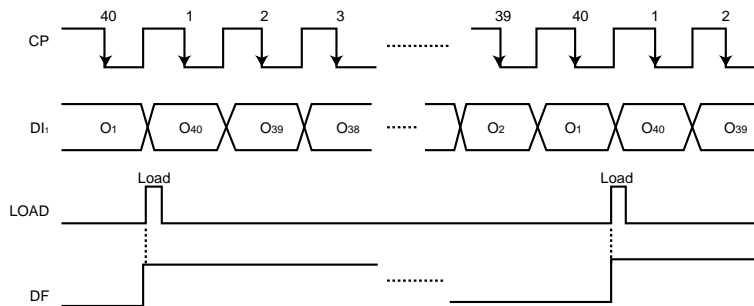 40 1 2 3 39 40 1 2
CP
DI1 O1 O40 O39 O38 O2 O1 O40 O39
Load Load
LOAD
DF